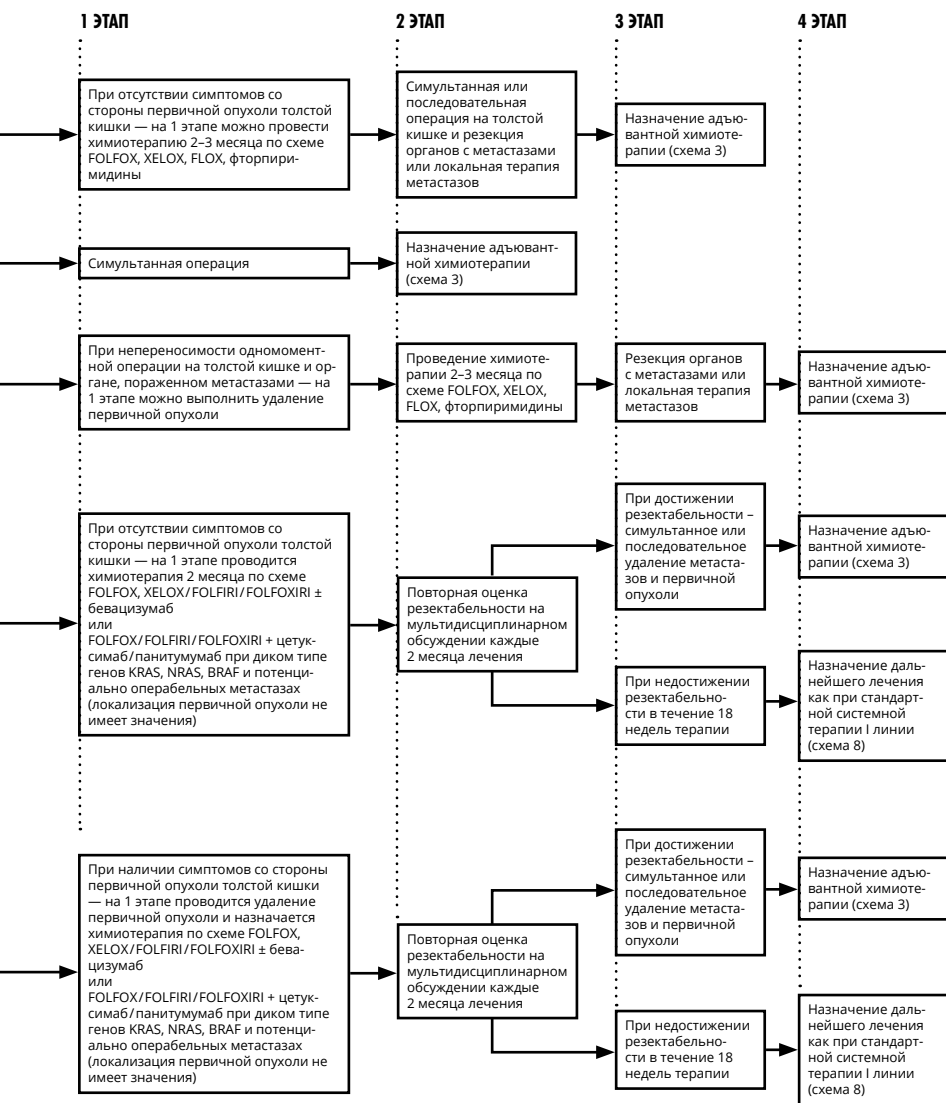 1 ЭТАП
2 ЭТАП
3 ЭТАП
4 ЭТАП
При отсутствии симптомов со
стороны первичной опухоли толстой
кишки — на 1 этапе можно провести
химиотерапию 2–3 месяца по схеме
FOLFOX, XELOX, FLOX, фторпири-
мидины
Симультанная или
последовательная
операция на толстой
кишке и резекция
органов с метастазами
или локальная терапия
метастазов
Назначение адъю-
вантной химиоте-
рапии (схема 3)
Симультанная операция
Назначение адъювант-
ной химиотерапии
(схема 3)
При непереносимости одномомент-
ной операции на толстой кишке и ор-
гане, пораженном метастазами — на
1 этапе можно выполнить удаление
первичной опухоли
Проведение химиоте-
рапии 2–3 месяца по
схеме FOLFOX, XELOX,
FLOX, фторпиримидины
Резекция органов
с метастазами или
локальная терапия
метастазов
Назначение адъю-
вантной химиоте-
рапии (схема 3)
При отсутствии симптомов со
стороны первичной опухоли толстой
кишки — на 1 этапе проводится
химиотерапия 2 месяца по схеме
FOLFOX, XELOX/FOLFIRI/FOLFOXIRI ±
бевацизумаб
или
FOLFOX/FOLFIRI/FOLFOXIRI + цетук-
симаб/панитумумаб при диком типе
генов KRAS, NRAS, BRAF и потенци-
ально операбельных метастазах
(локализация первичной опухоли не
имеет значения)
Повторная оценка
резектабельности на
мультидисциплинарном
обсуждении каждые
2 месяца лечения
При достижении
резектабельности –
симультанное или
последовательное
удаление метаста-
зов и первичной
опухоли
Назначение адъю-
вантной химиоте-
рапии (схема 3)
При недостижении
резектабельно-
сти в течение 18
недель терапии
Назначение даль-
нейшего лечения
как при стандарт-
ной системной
терапии I линии
(схема 8)
При наличии симптомов со стороны
первичной опухоли толстой кишки
— на 1 этапе проводится удаление
первичной опухоли и назначается
химиотерапия по схеме FOLFOX,
XELOX/FOLFIRI/FOLFOXIRI ± бева-
цизумаб
или
FOLFOX/FOLFIRI/FOLFOXIRI + цетук-
симаб/панитумумаб при диком типе
генов KRAS, NRAS, BRAF и потенци-
ально операбельных метастазах
(локализация первичной опухоли не
имеет значения)
Повторная оценка
резектабельности на
мультидисциплинарном
обсуждении каждые
2 месяца лечения
При достижении
резектабельности –
симультанное или
последовательное
удаление метаста-
зов и первичной
опухоли
Назначение адъю-
вантной химиоте-
рапии (схема 3)
При недостижении
резектабельно-
сти в течение 18
недель терапии
Назначение даль-
нейшего лечения
как при стандарт-
ной системной
терапии I линии
(схема 8)